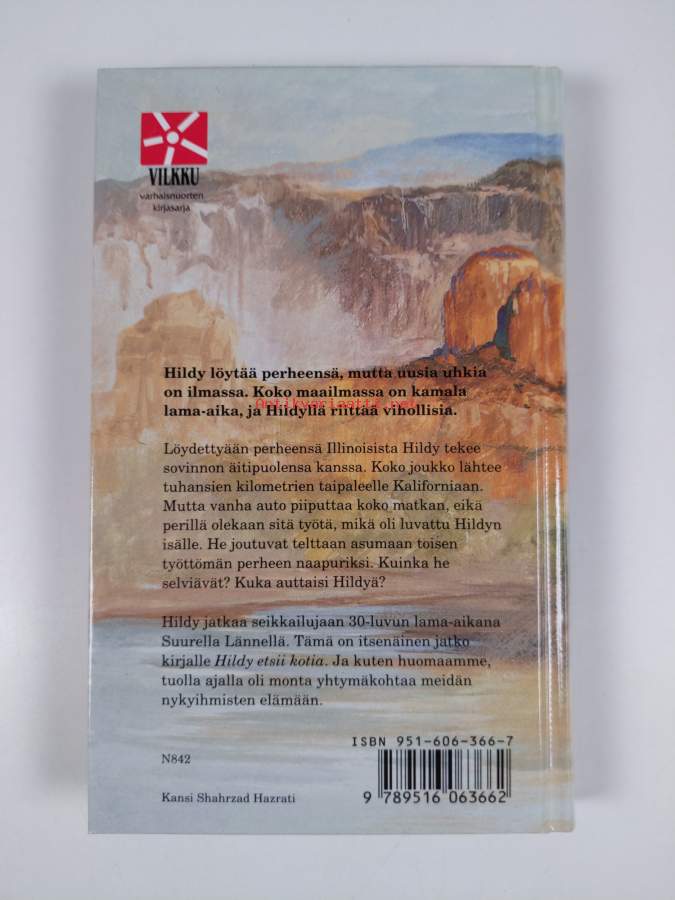 VILKKU
varhaisnuorten
kirjasarja
Hildy löytää perheensä, mutta uusia uhkia
on ilmassa. Koko maailmassa on kamala
Antikvariaatti.net
lama-aika, ja Hildyllä riittää vihollisia.
Löydettyään perheensä Illinoisista Hildy tekee
sovinnon äitipuolensa kanssa. Koko joukko lähtee
tuhansien kilometrien taipaleelle Kaliforniaan.
Mutta vanha auto piiputtaa koko matkan, eikä
perillä olekaan sitä työtä, mikä oli luvattu Hildyn
isälle. He joutuvat telttaan asumaan toisen
työttömän perheen naapuriksi. Kuinka he
selviävät? Kuka auttaisi Hildyä?
Hildy jatkaa seikkailujaan 30-luvun lama-aikana
Suurella Lännellä. Tämä on itsenäinen jatko
kirjalle Hildy etsii kotia. Ja kuten huomaamme,
tuolla ajalla oli monta yhtymäkohtaa meidän
nykyihmisten elämään.
ISBN 951-606-366-7
N842
Kansi Shahrzad Hazrati
9 789516 063662